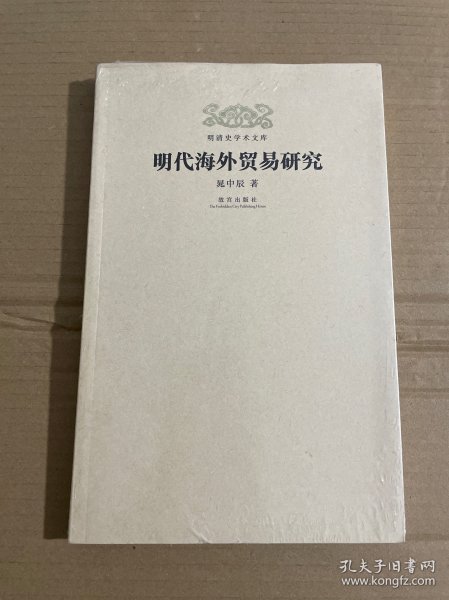 明清史学术文库
明代海外贸易研究
晁中辰 著
故宫出版社
The Forbidden City Publishing House
孔夫子旧书网
www.kongfz.com